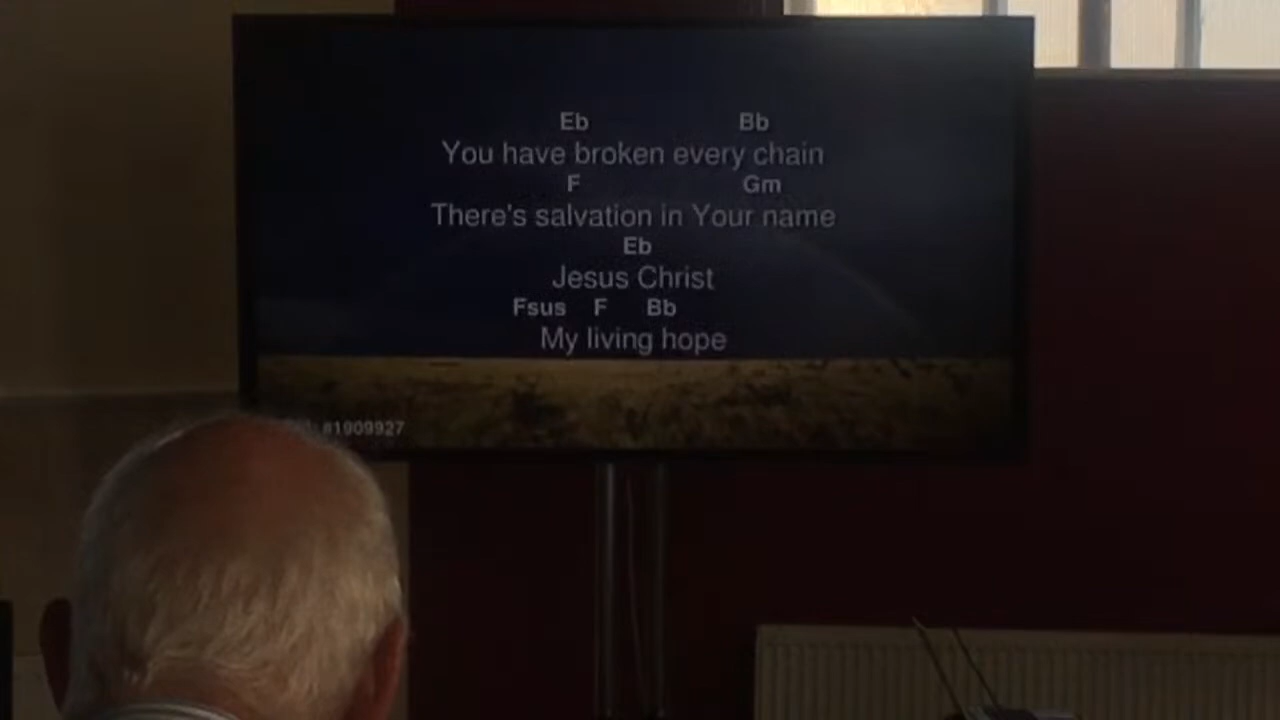 Eb Bb
You have broken every chain
F Gm
There's salvation in Your name
Eb
Jesus Christ
Fsus F Bb
My living hope
#1909927